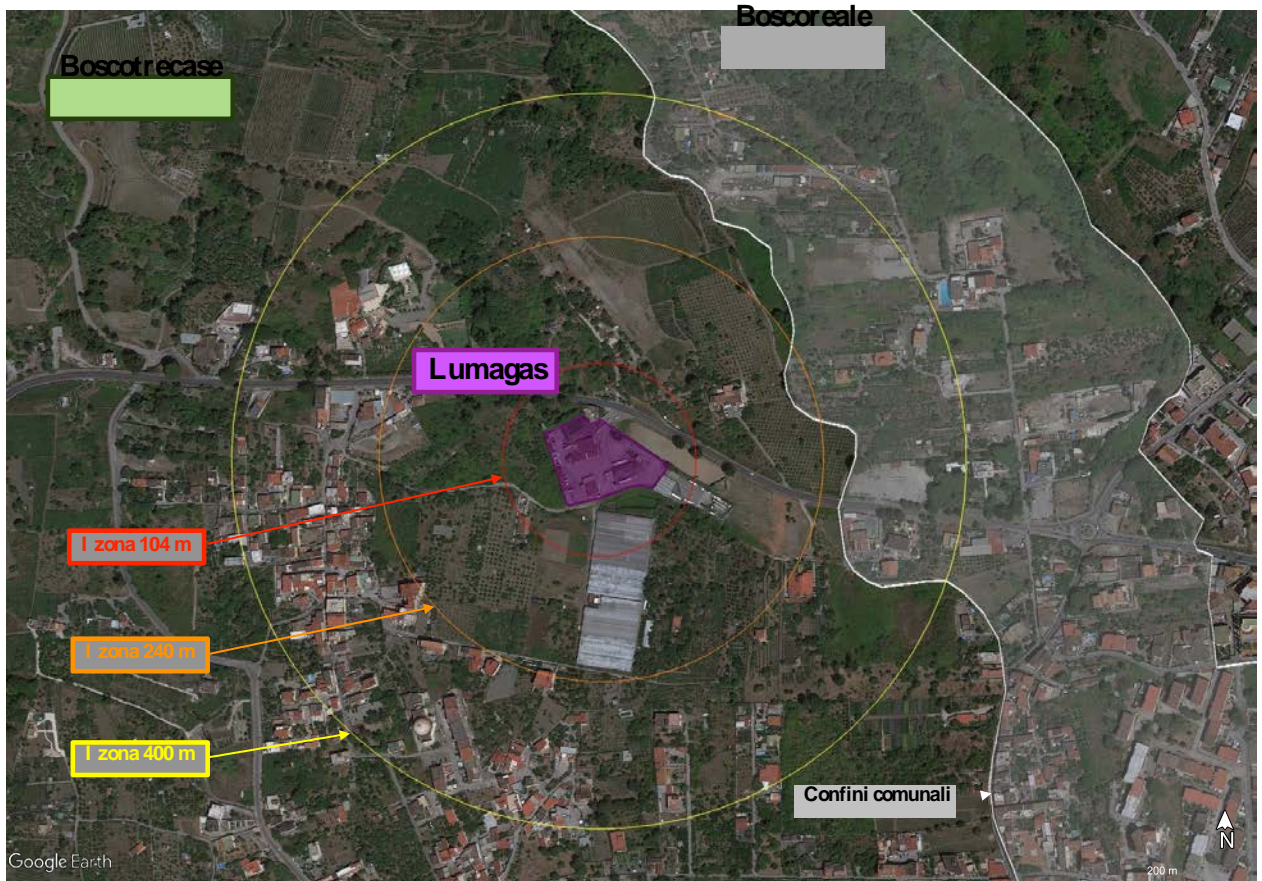 Boscoreale
Boscotrecase
Lumagas
I zona 104 m
I zona 240 m
I zona 400 m
Confini comunali
N
Google Earth
200 m